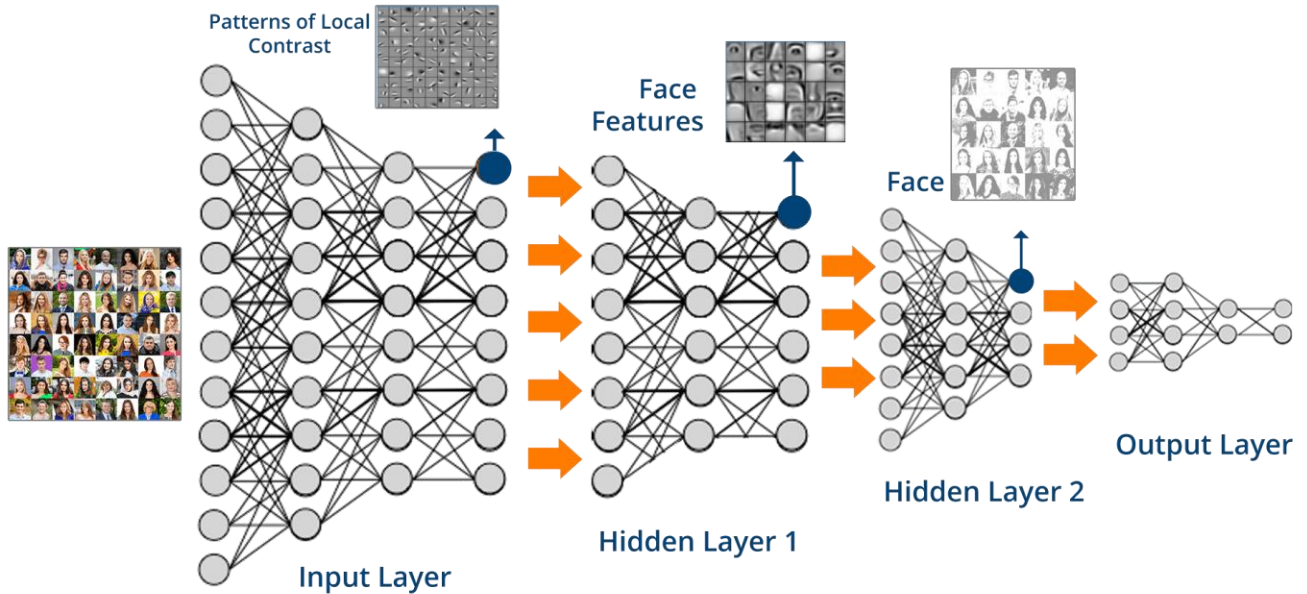 Patterns of Local
Contrast
Face
Features
Face
Input Layer
Hidden Layer 1
Hidden Layer 2
Output Layer